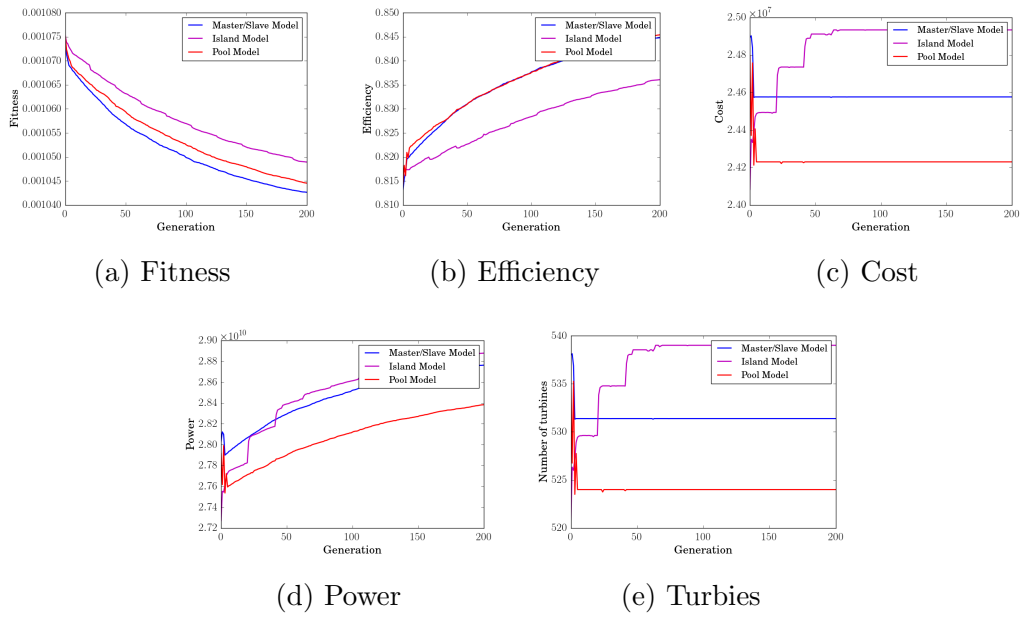 0.001080
0.001075
0.001070
0.001065
0.001060
0.001055
0.001050
0.001045
0.001040
Fitness
Master/Slave Model
Island Model
Pool Model
0 50 100 150 200
Generation
(a) Fitness
0.850
0.845
0.840
0.835
0.830
0.825
0.820
0.815
0.810
Efficiency
Master/Slave Model
Island Model
Pool Model
0 50 100 150 200
Generation
(b) Efficiency
×10⁷
2.50
2.48
2.46
2.44
2.42
2.40
Cost
Master/Slave Model
Island Model
Pool Model
0 50 100 150 200
Generation
(c) Cost
×10¹⁰
2.90
2.88
2.86
2.84
2.82
2.80
2.78
2.76
2.74
2.72
Power
Master/Slave Model
Island Model
Pool Model
0 50 100 150 200
Generation
(d) Power
540
535
530
525
520
Number of turbines
Master/Slave Model
Island Model
Pool Model
0 50 100 150 200
Generation
(e) Turbies